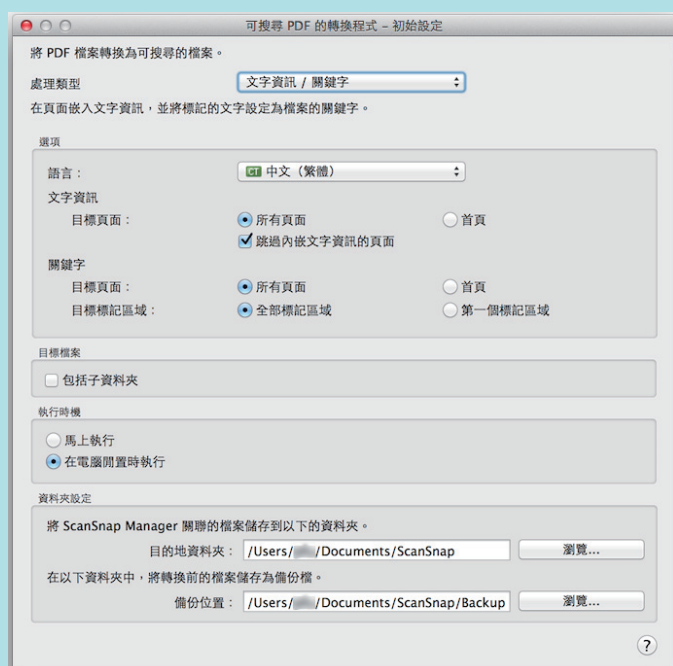 可搜尋 PDF 的轉換程式 – 初始設定
將 PDF 檔案轉換為可搜尋的檔案。
處理類型 文字資訊 / 關鍵字
在頁面嵌入文字資訊，並將標記的文字設定為檔案的關鍵字。
選項
語言： CT 中文（繁體）
文字資訊
目標頁面： 所有頁面 首頁
跳過內嵌文字資訊的頁面
關鍵字
目標頁面： 所有頁面 首頁
目標標記區域： 全部標記區域 第一個標記區域
目標檔案
包括子資料夾
執行時機
馬上執行
在電腦閒置時執行
資料夾設定
將 ScanSnap Manager 關聯的檔案儲存到以下的資料夾。
目的地資料夾： /Users/ /Documents/ScanSnap 瀏覽...
在以下資料夾中，將轉換前的檔案儲存為備份檔。
備份位置： /Users/ /Documents/ScanSnap/Backup 瀏覽...
?